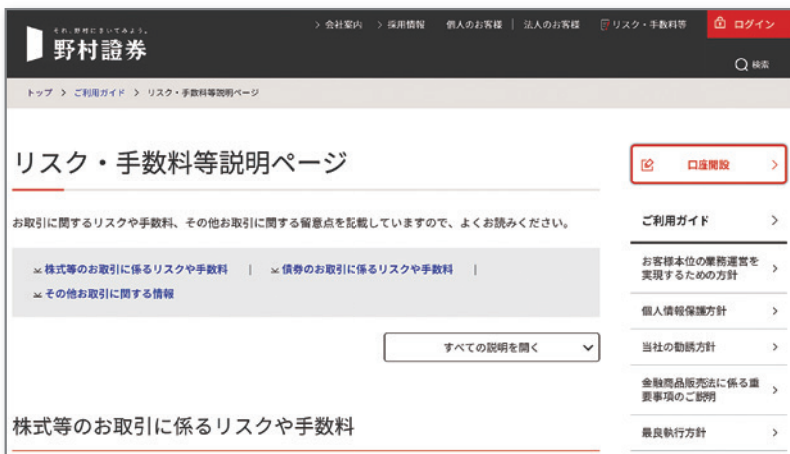 それ、野村にきいてみよう。
野村證券
> 会社案内 > 採用情報 個人のお客様 | 法人のお客様 リスク・手数料等 ログイン
検索
トップ > ご利用ガイド > リスク・手数料等説明ページ
リスク・手数料等説明ページ
お取引に関するリスクや手数料、その他お取引に関する留意点を記載していますので、よくお読みください。
株式等のお取引に係るリスクや手数料 | 債券のお取引に係るリスクや手数料 |
その他お取引に関する情報
すべての説明を開く
株式等のお取引に係るリスクや手数料
口座開設 >
ご利用ガイド >
お客様本位の業務運営を
実現するための方針 >
個人情報保護方針 >
当社の勧誘方針 >
金融商品販売法に係る重
要事項のご説明 >
最良執行方針 >